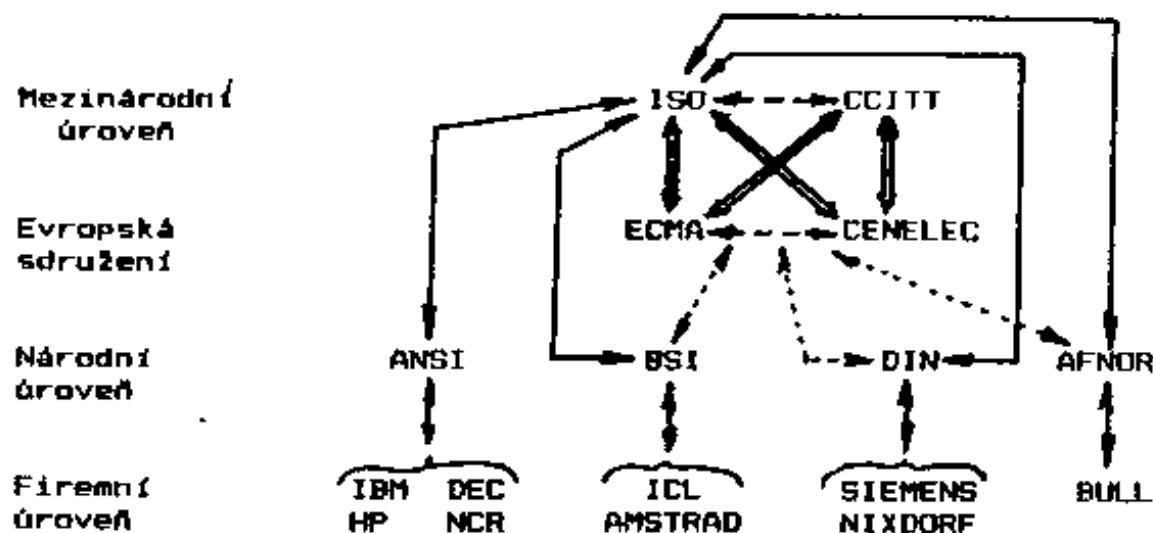 Mezinárodní ISO CCITT
úroveň
Evropská ECMA CENELEC
sdružení
Národní ANSI BSI DIN AFNOR
úroveň
Firemní IBM DEC ICL SIEMENS BULL
úroveň HP NCR AMSTRAD NIXDORF